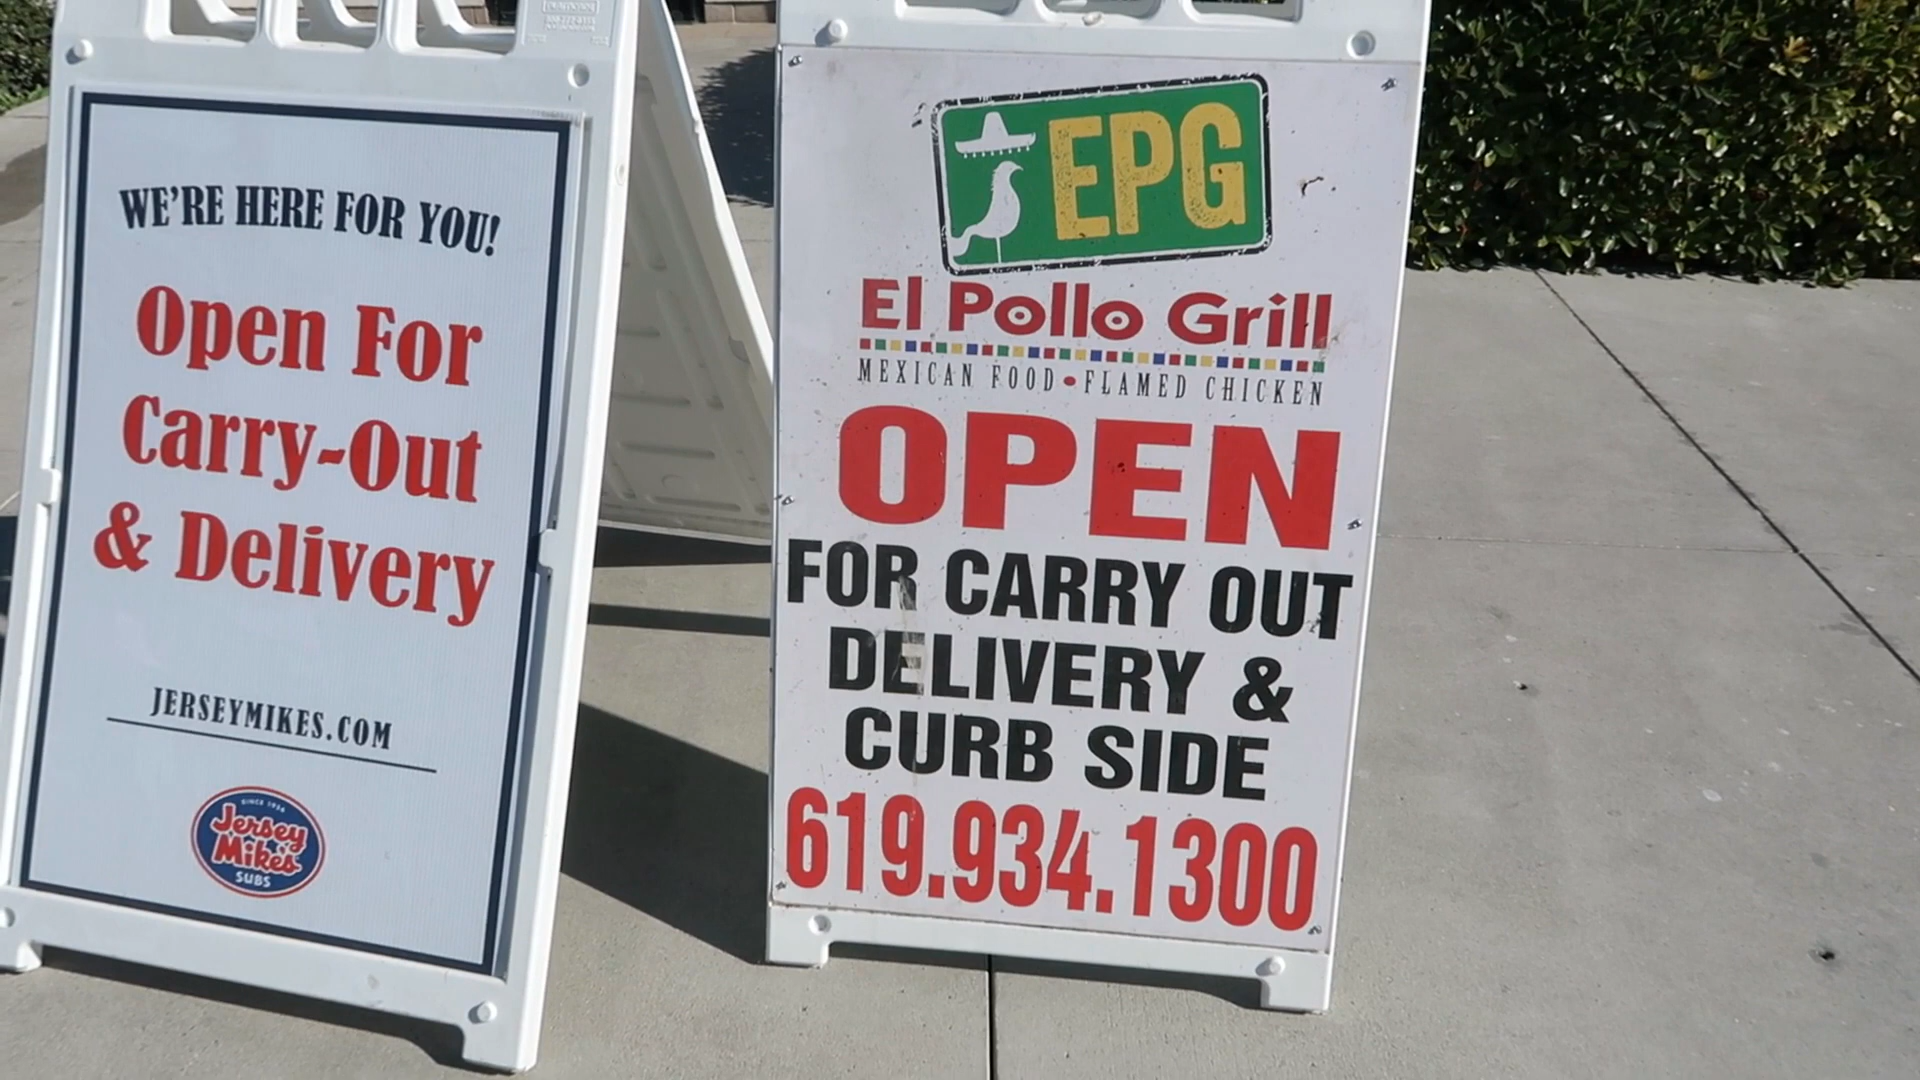 WE'RE HERE FOR YOU!
Open For
Carry-Out
& Delivery
JERSEYMIKES.COM
SINCE 1956
Jersey
Mike's
SUBS
EPG
El Pollo Grill
MEXICAN FOOD • FLAMED CHICKEN
OPEN
FOR CARRY OUT
DELIVERY &
CURB SIDE
619.934.1300